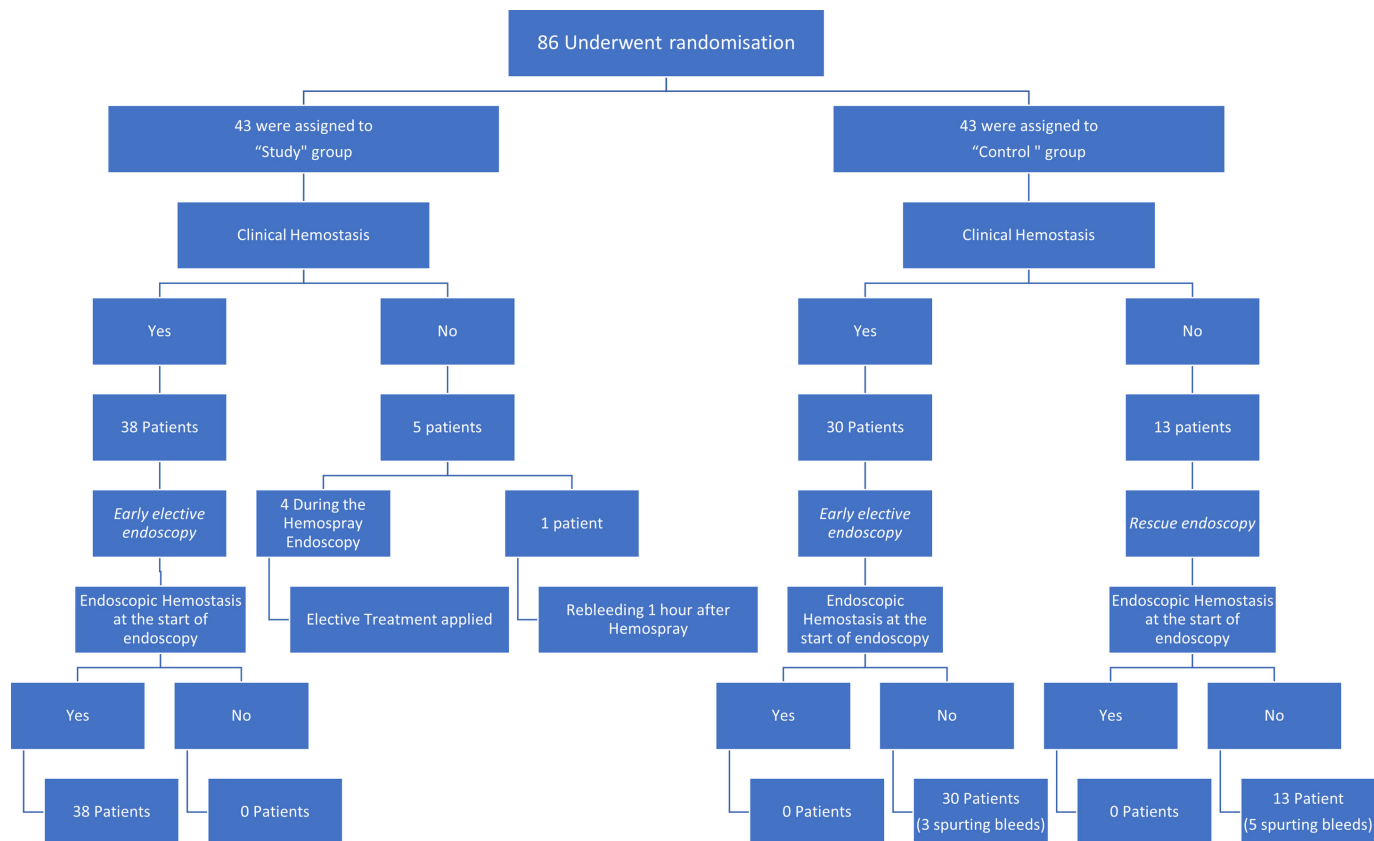 86 Underwent randomisation
43 were assigned to
“Study" group
43 were assigned to
“Control " group
Clinical Hemostasis
Clinical Hemostasis
Yes
No
Yes
No
38 Patients
5 patients
30 Patients
13 patients
Early elective
endoscopy
4 During the
Hemospray
Endoscopy
1 patient
Early elective
endoscopy
Rescue endoscopy
Endoscopic Hemostasis
at the start of
endoscopy
Elective Treatment applied
Rebleeding 1 hour after
Hemospray
Endoscopic
Hemostasis at the
start of endoscopy
Endoscopic Hemostasis
at the start of
endoscopy
Yes
No
Yes
No
Yes
No
38 Patients
0 Patients
0 Patients
30 Patients
(3 spurting bleeds)
0 Patients
13 Patient
(5 spurting bleeds)